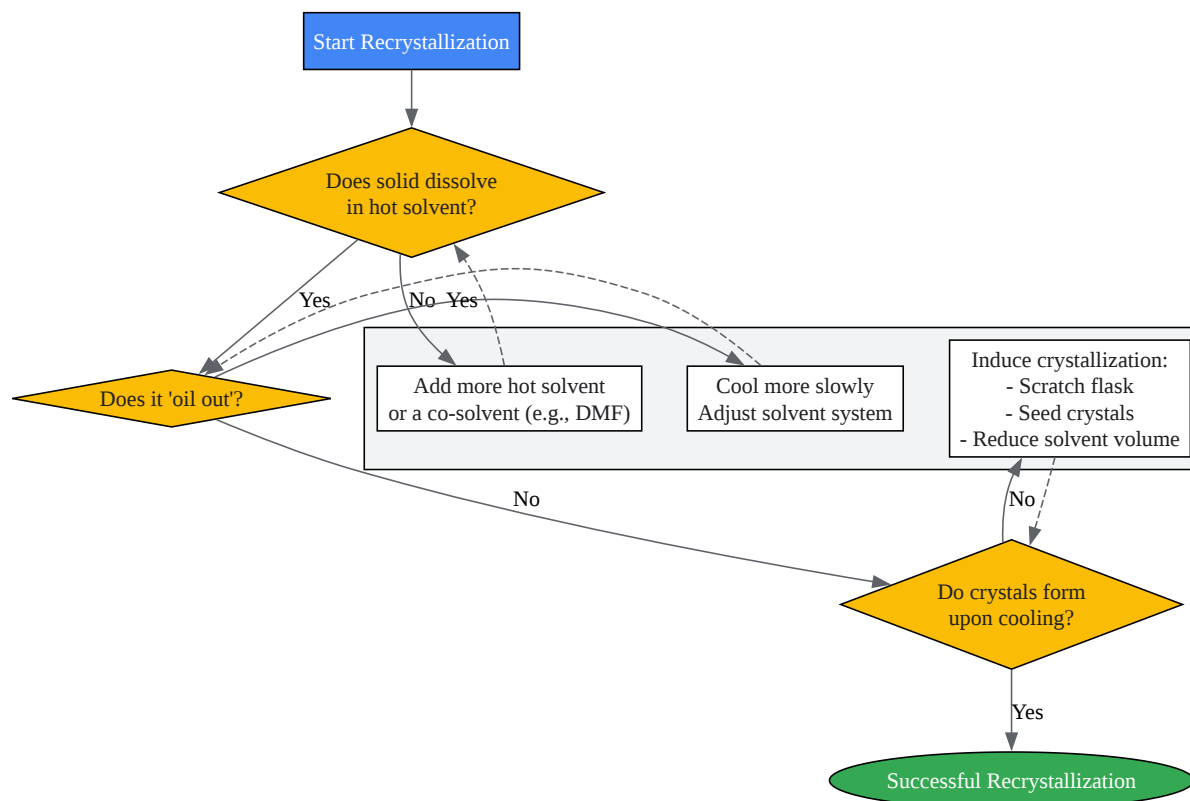 Start Recrystallization
Does solid dissolve
in hot solvent?
Yes
No
Yes
Does it 'oil out'?
Add more hot solvent
or a co-solvent (e.g., DMF)
Cool more slowly
Adjust solvent system
Induce crystallization:
- Scratch flask
- Seed crystals
- Reduce solvent volume
No
No
Do crystals form
upon cooling?
Yes
Successful Recrystallization